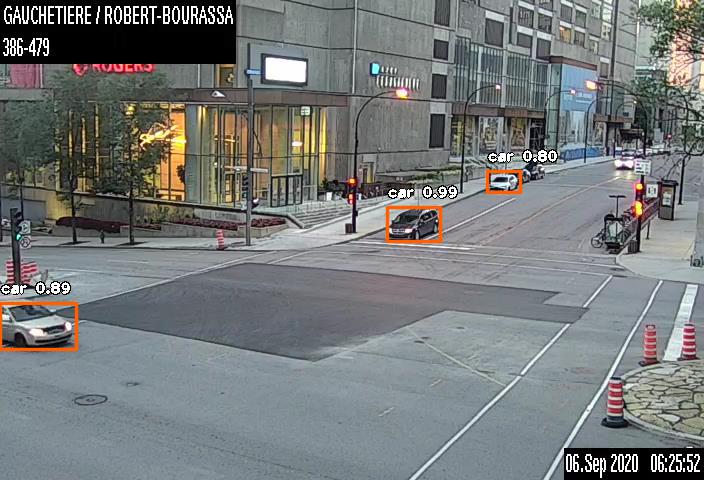 GAUCHETIERE / ROBERT-BOURASSA
386-479
ROGERS
car 0.80
car 0.99
car 0.89
06.Sep 2020 06:25:52